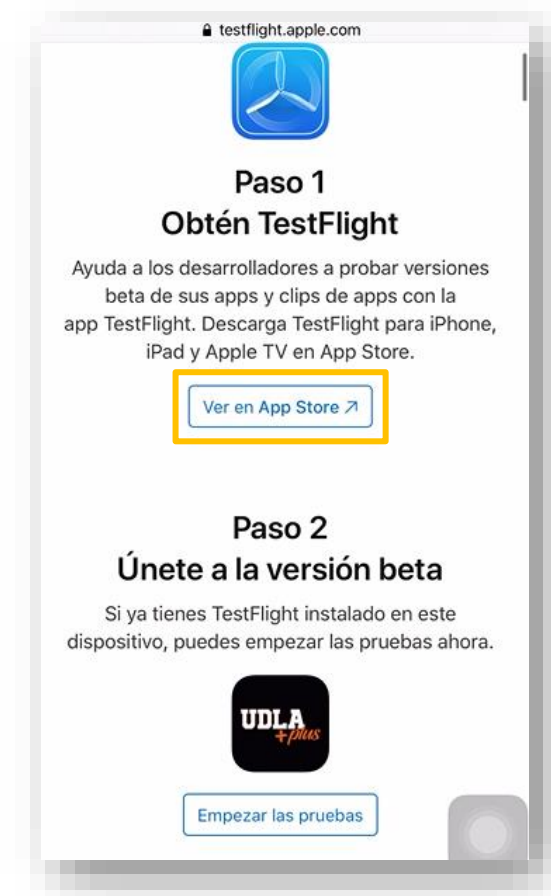 testflight.apple.com
Paso 1
Obtén TestFlight
Ayuda a los desarrolladores a probar versiones
beta de sus apps y clips de apps con la
app TestFlight. Descarga TestFlight para iPhone,
iPad y Apple TV en App Store.
Ver en App Store ↗
Paso 2
Únete a la versión beta
Si ya tienes TestFlight instalado en este
dispositivo, puedes empezar las pruebas ahora.
UDLA
+plus
Empezar las pruebas